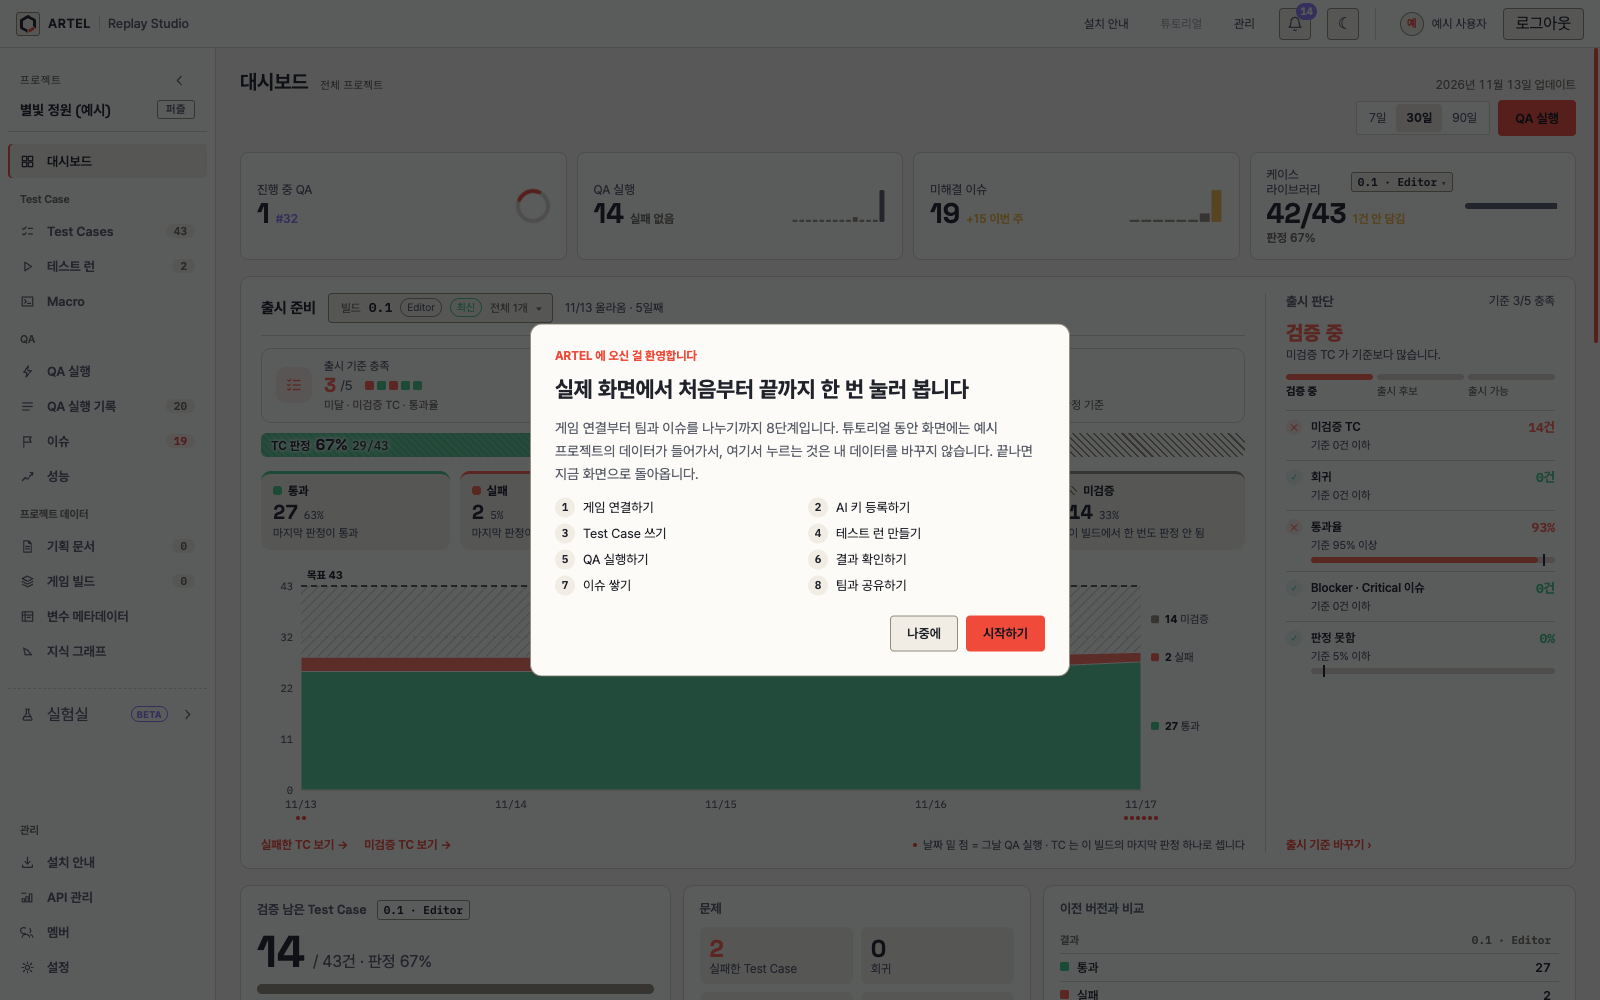 ARTEL
Replay Studio
설치 안내
튜토리얼
관리
14
예
예시 사용자
로그아웃
프로젝트
별빛 정원 (예시)
퍼즐
대시보드
Test Case
Test Cases 43
테스트 런 2
Macro
QA
QA 실행
QA 실행 기록 20
이슈 19
성능
프로젝트 데이터
기획 문서 0
게임 빌드 0
변수 메타데이터
지식 그래프
실험실 BETA
관리
설치 안내
API 관리
멤버
설정
대시보드 전체 프로젝트
2026년 11월 13일 업데이트
7일 30일 90일
QA 실행
진행 중 QA
1 #32
QA 실행
14 실패 없음
미해결 이슈
19 +15 이번 주
케이스
라이브러리
0.1 · Editor
42/43 1건 안 담김
판정 67%
출시 준비
빌드 0.1 Editor 최신 전체 1개
11/13 올라옴 · 5일째
출시 기준 충족
3 /5
미달 · 미검증 TC · 통과율
정 기준
TC 판정 67% 29/43
통과
27 63%
마지막 판정이 통과
실패
2 5%
마지막 판정이
미검증
14 33%
이 빌드에서 한 번도 판정 안 됨
목표 43
43
32
22
11
0
11/13
11/14
11/15
11/16
11/17
14 미검증
2 실패
27 통과
실패한 TC 보기 →
미검증 TC 보기 →
날짜 밑 점 = 그날 QA 실행 · TC 는 이 빌드의 마지막 판정 하나로 셉니다
출시 판단
기준 3/5 충족
검증 중
미검증 TC 가 기준보다 많습니다.
검증 중
출시 후보
출시 가능
미검증 TC 14건
기준 0건 이하
회귀 0건
기준 0건 이하
통과율 93%
기준 95% 이상
Blocker · Critical 이슈 0건
기준 0건 이하
판정 못함 0%
기준 5% 이하
출시 기준 바꾸기 ›
ARTEL 에 오신 걸 환영합니다
실제 화면에서 처음부터 끝까지 한 번 눌러 봅니다
게임 연결부터 팀과 이슈를 나누기까지 8단계입니다. 튜토리얼 동안 화면에는 예시
프로젝트의 데이터가 들어가서, 여기서 누르는 것은 내 데이터를 바꾸지 않습니다. 끝나면
지금 화면으로 돌아옵니다.
1 게임 연결하기
2 AI 키 등록하기
3 Test Case 쓰기
4 테스트 런 만들기
5 QA 실행하기
6 결과 확인하기
7 이슈 쌓기
8 팀과 공유하기
나중에
시작하기
검증 남은 Test Case
0.1 · Editor
14 / 43건 · 판정 67%
문제
2
실패한 Test Case
0
회귀
이전 버전과 비교
결과
0.1 · Editor
통과 27
실패 2